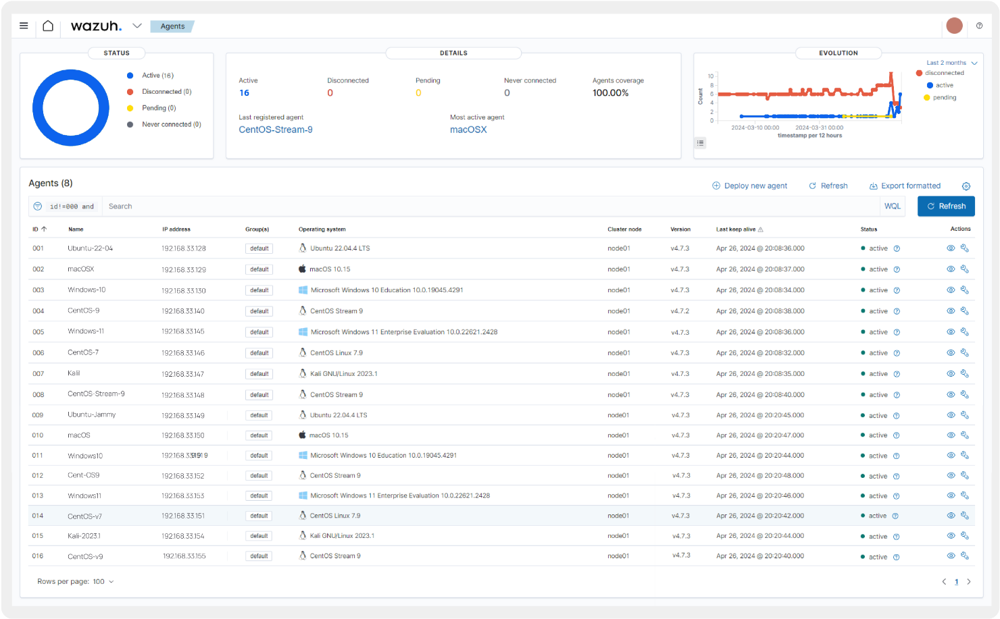 wazuh. Agents
STATUS
Active (16)
Disconnected (0)
Pending (0)
Never connected (0)
DETAILS
Active Disconnected Pending Never connected Agents coverage
16 0 0 0 100.00%
Last registered agent Most active agent
CentOS-Stream-9 macOSX
EVOLUTION
Last 2 months
disconnected
active
pending
Count
10
8
6
4
2
0
2024-03-10 00:00 2024-03-31 00:00
timestamp per 12 hours
Agents (8) Deploy new agent Refresh Export formatted
id!=000 and Search WQL Refresh
ID Name IP address Group(s) Operating system Cluster node Version Last keep alive Status Actions
001 Ubuntu-22-04 192.168.33.128 default Ubuntu 22.04.4 LTS node01 v4.7.3 Apr 26, 2024 @ 20:08:36.000 active
002 macOSX 192.168.33.129 default macOS 10.15 node01 v4.7.3 Apr 26, 2024 @ 20:08:37.000 active
003 Windows-10 192.168.33.130 default Microsoft Windows 10 Education 10.0.19045.4291 node01 v4.7.3 Apr 26, 2024 @ 20:08:34.000 active
004 CentOS-9 192.168.33.140 default CentOS Stream 9 node01 v4.7.2 Apr 26, 2024 @ 20:08:38.000 active
005 Windows-11 192.168.33.145 default Microsoft Windows 11 Enterprise Evaluation 10.0.22621.2428 node01 v4.7.3 Apr 26, 2024 @ 20:08:36.000 active
006 CentOS-7 192.168.33.146 default CentOS Linux 7.9 node01 v4.7.3 Apr 26, 2024 @ 20:08:32.000 active
007 KaliI 192.168.33.147 default Kali GNU/Linux 2023.1 node01 v4.7.3 Apr 26, 2024 @ 20:08:35.000 active
008 CentOS-Stream-9 192.168.33.148 default CentOS Stream 9 node01 v4.7.3 Apr 26, 2024 @ 20:08:40.000 active
009 Ubuntu-Jammy 192.168.33.149 default Ubuntu 22.04.4 LTS node01 v4.7.3 Apr 26, 2024 @ 20:20:45.000 active
010 macOS 192.168.33.150 default macOS 10.15 node01 v4.7.3 Apr 26, 2024 @ 20:20:47.000 active
011 Windows10 default Microsoft Windows 10 Education 10.0.19045.4291 node01 v4.7.3 Apr 26, 2024 @ 20:20:44.000 active
012 Cent-OS9 192.168.33.152 default CentOS Stream 9 node01 v4.7.3 Apr 26, 2024 @ 20:20:48.000 active
013 Windows11 192.168.33.153 default Microsoft Windows 11 Enterprise Evaluation 10.0.22621.2428 node01 v4.7.3 Apr 26, 2024 @ 20:20:46.000 active
014 CentOS-v7 192.168.33.151 default CentOS Linux 7.9 node01 v4.7.3 Apr 26, 2024 @ 20:20:42.000 active
015 Kali-2023.1 192.168.33.154 default Kali GNU/Linux 2023.1 node01 v4.7.3 Apr 26, 2024 @ 20:20:44.000 active
016 CentOS-v9 192.168.33.155 default CentOS Stream 9 node01 v4.7.3 Apr 26, 2024 @ 20:20:40.000 active
Rows per page: 100 1